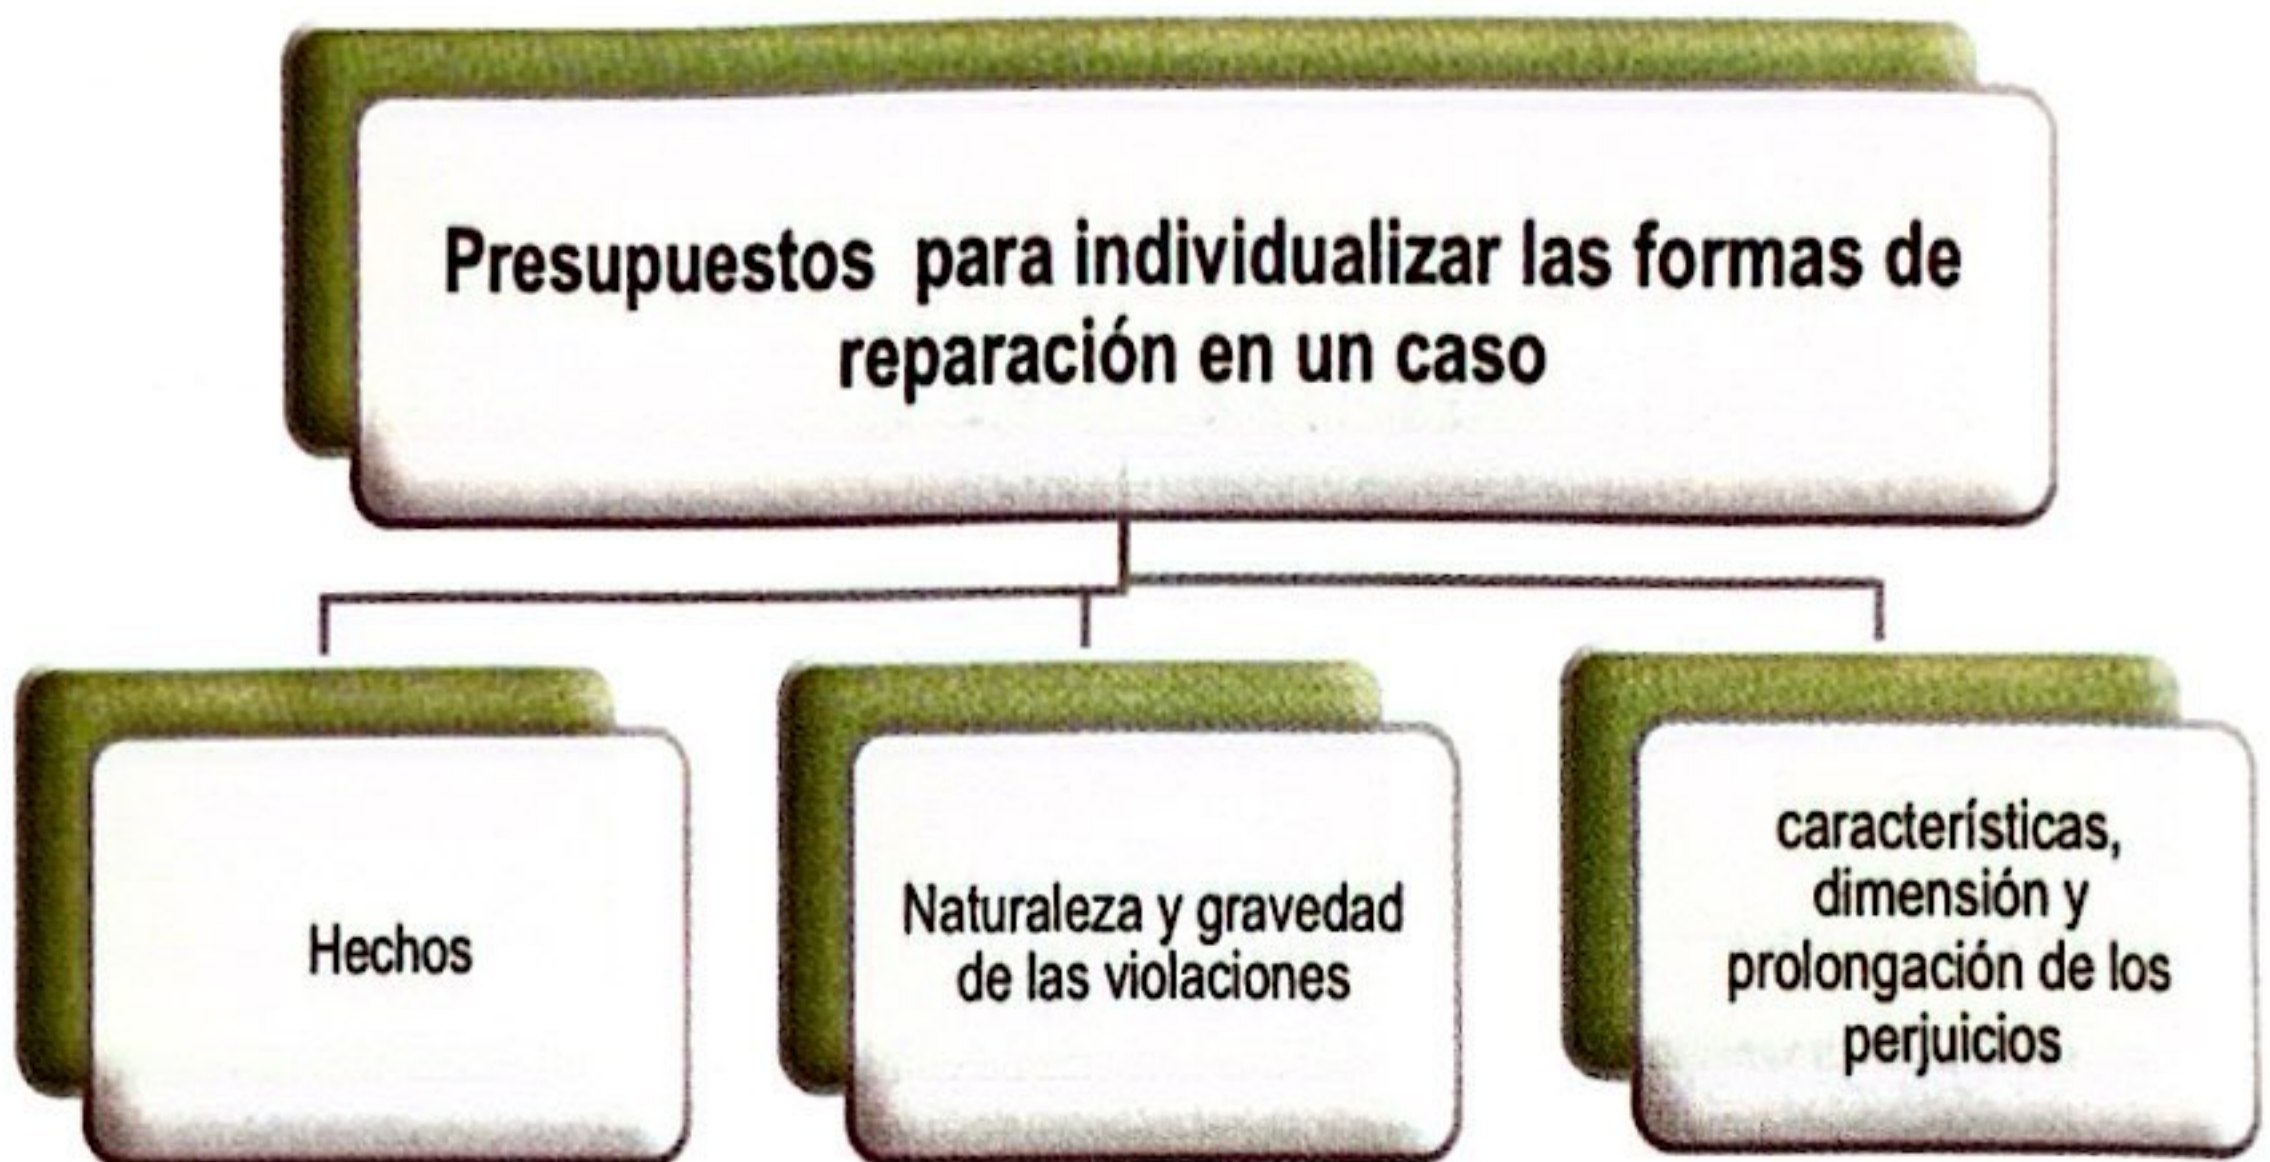 Presupuestos para individualizar las formas de
reparación en un caso
Hechos
Naturaleza y gravedad
de las violaciones
características,
dimensión y
prolongación de los
perjuicios